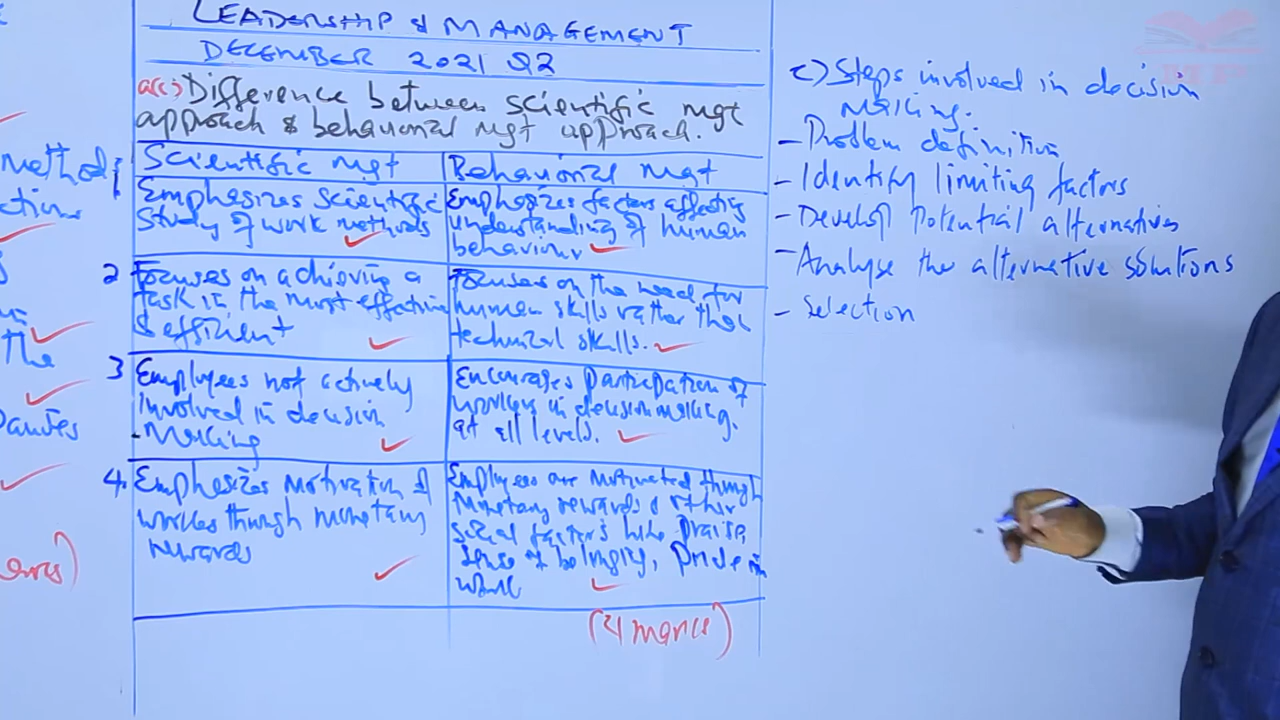 LEADERSHIP & MANAGEMENT
DECEMBER 2021 Q2
Difference between scientific mgt
approach & behavioral mgt approach.
Scientific mgt
Behavioral mgt
1
Emphasizes scientific
study of work methods
Emphasizes factors affecting
understanding of human
behaviour
2
Focuses on achieving a
task in the most effective
& efficient
Focuses on the need for
human skills rather than
technical skills.
3
Employees not actively
involved in decision
- making
Encourages participation of
workers in decision making.
at all levels.
4.
Emphasizes motivation of
workers through monetary
rewards
Employees are motivated through
monetary rewards & other
social factors like praise,
sense of belonging, pride in
work
(4 marks)
c) Steps involved in decision
making.
- Problem definition
- Identify limiting factors
- Develop potential alternatives
- Analyse the alternative solutions
- Selection
method
the